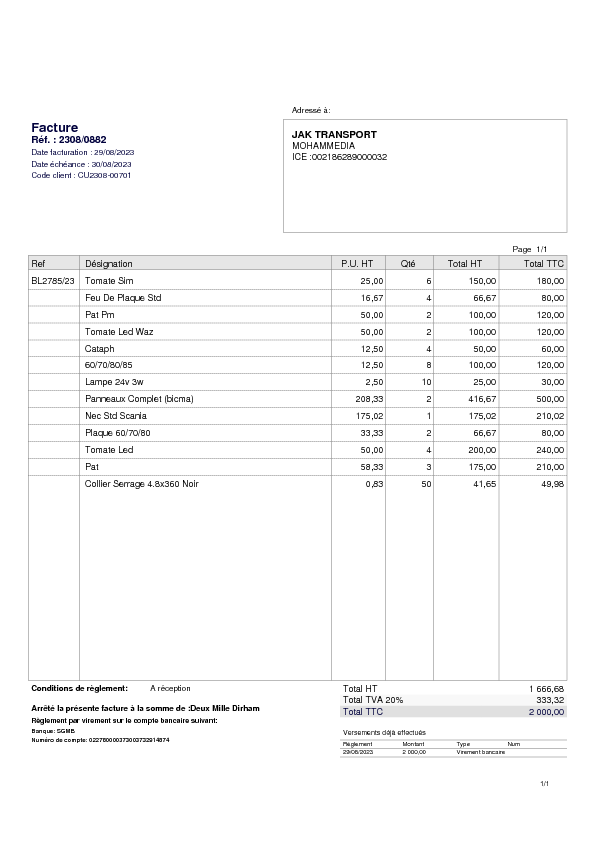 Adressé à:
Facture
Réf. : 2308/0882
Date facturation : 29/08/2023
Date échéance : 30/08/2023
Code client : CU2308-00701
JAK TRANSPORT
MOHAMMEDIA
ICE :002186289000032
Page 1/1
Ref Désignation P.U. HT Qté Total HT Total TTC
BL2785/23 Tomate Sim 25,00 6 150,00 180,00
Feu De Plaque Std 16,67 4 66,67 80,00
Pat Pm 50,00 2 100,00 120,00
Tomate Led Waz 50,00 2 100,00 120,00
Cataph 12,50 4 50,00 60,00
60/70/80/85 12,50 8 100,00 120,00
Lampe 24v 3w 2,50 10 25,00 30,00
Panneaux Complet (bicma) 208,33 2 416,67 500,00
Nec Std Scania 175,02 1 175,02 210,02
Plaque 60/70/80 33,33 2 66,67 80,00
Tomate Led 50,00 4 200,00 240,00
Pat 58,33 3 175,00 210,00
Collier Serrage 4.8x360 Noir 0,83 50 41,65 49,98
Conditions de règlement: A réception
Total HT 1 666,68
Total TVA 20% 333,32
Total TTC 2 000,00
Arrêté la présente facture à la somme de :Deux Mille Dirham
Règlement par virement sur le compte bancaire suivant:
Banque: SGMB
Numéro de compte:
Versements déjà effectués
Règlement Montant Type Num
29/08/2023 2 000,00 Virement bancaire
1/1